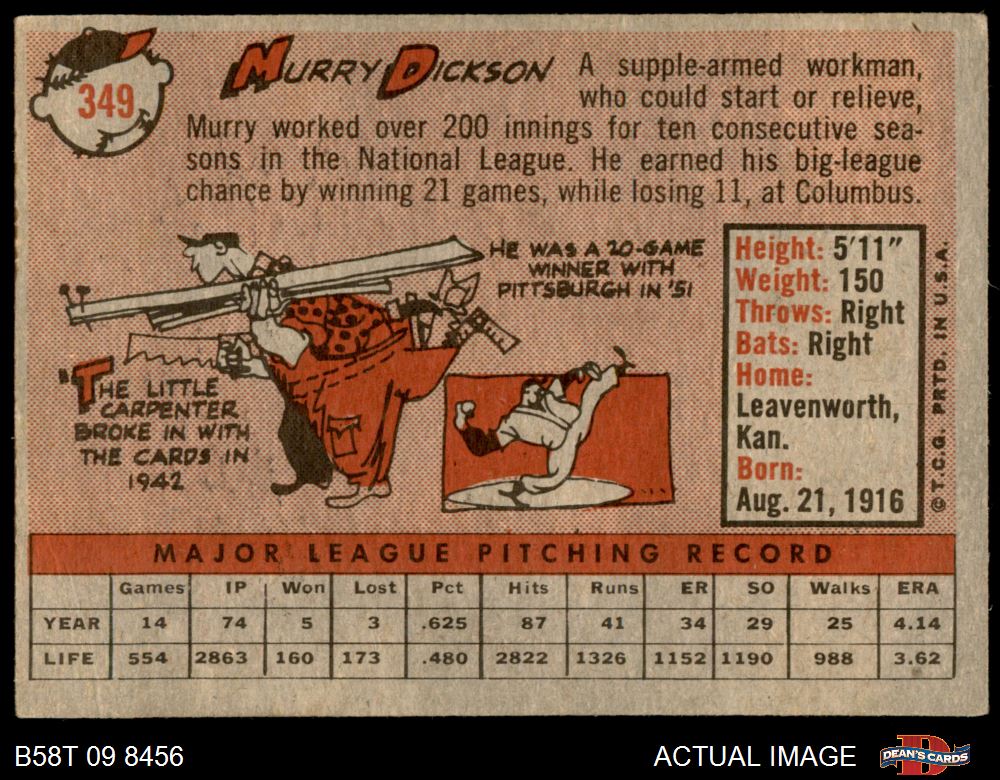 349
MURRY DICKSON A supple-armed workman,
who could start or relieve,
Murry worked over 200 innings for ten consecutive sea-
sons in the National League. He earned his big-league
chance by winning 21 games, while losing 11, at Columbus.
HE WAS A 20-GAME
WINNER WITH
PITTSBURGH IN '51
"THE LITTLE
CARPENTER
BROKE IN WITH
THE CARDS IN
1942
Height: 5'11"
Weight: 150
Throws: Right
Bats: Right
Home:
Leavenworth,
Kan.
Born:
Aug. 21, 1916
© T.C.G. PRTD. IN U.S.A.
MAJOR LEAGUE PITCHING RECORD
Games IP Won Lost Pct Hits Runs ER SO Walks ERA
YEAR 14 74 5 3 .625 87 41 34 29 25 4.14
LIFE 554 2863 160 173 .480 2822 1326 1152 1190 988 3.62
B58T 09 8456
ACTUAL IMAGE
DEAN'S CARDS